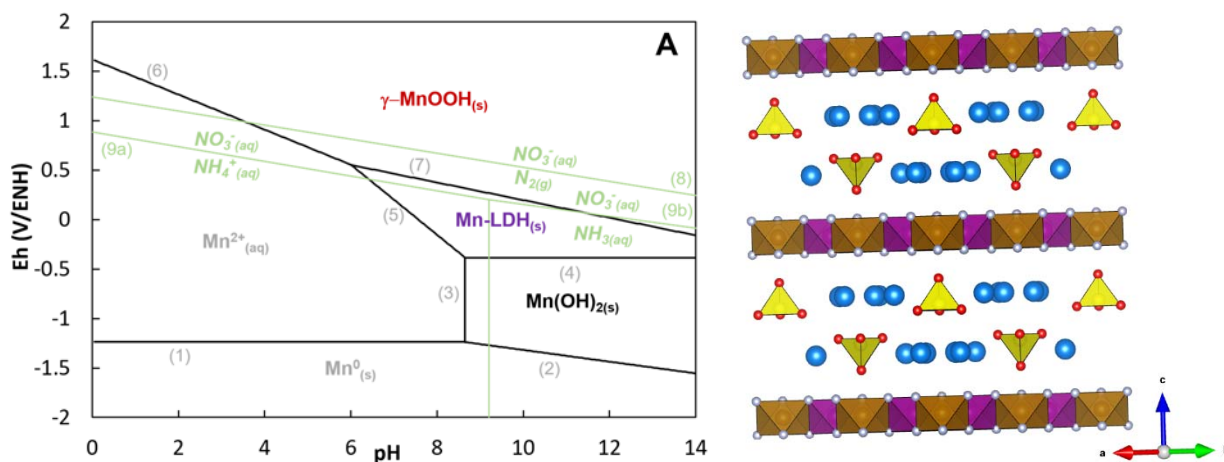 A
2
1.5
1
0.5
0
-0.5
-1
-1.5
-2
Eh (V/ENH)
0
2
4
6
8
10
12
14
pH
(6)
γ–MnOOH(s)
(9a)
NO3-(aq)
NH4+(aq)
(7)
NO3-(aq)
N2(g)
(8)
NO3-(aq)
(9b)
(5)
Mn-LDH(s)
NH3(aq)
Mn2+(aq)
(3)
(4)
Mn(OH)2(s)
(1)
Mn0(s)
(2)
c
a